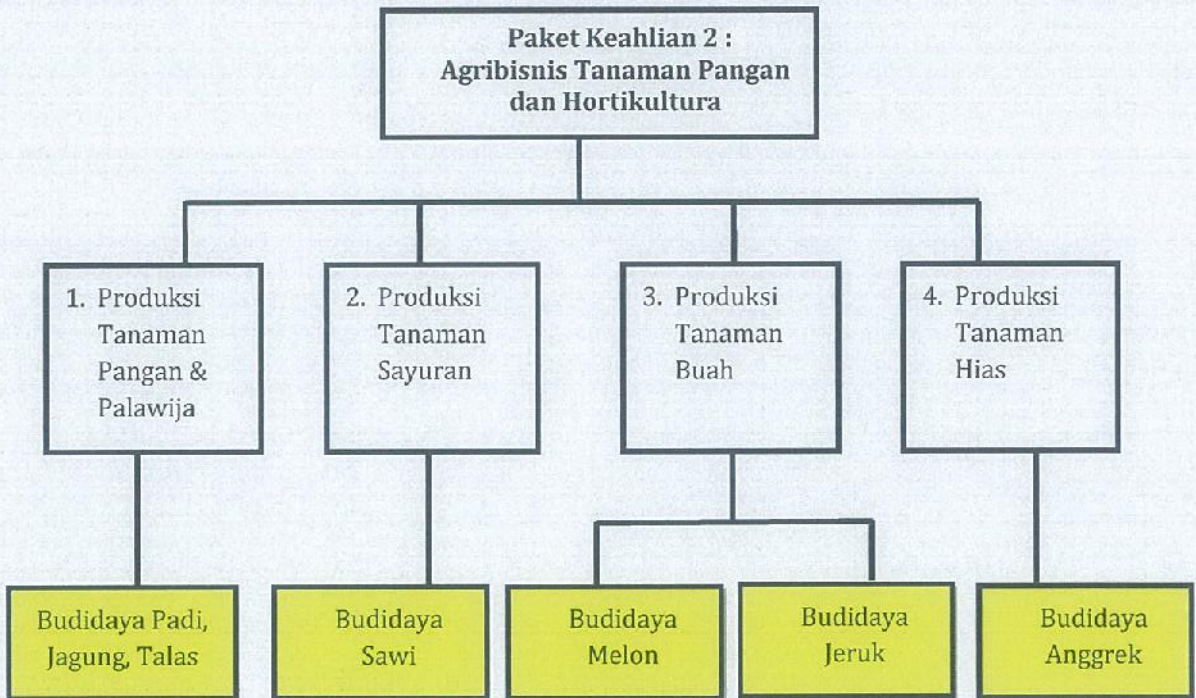 Paket Keahlian 2 :
Agribisnis Tanaman Pangan
dan Hortikultura
1. Produksi
Tanaman
Pangan &
Palawija
2. Produksi
Tanaman
Sayuran
3. Produksi
Tanaman
Buah
4. Produksi
Tanaman
Hias
Budidaya Padi,
Jagung, Talas
Budidaya
Sawi
Budidaya
Melon
Budidaya
Jeruk
Budidaya
Anggrek